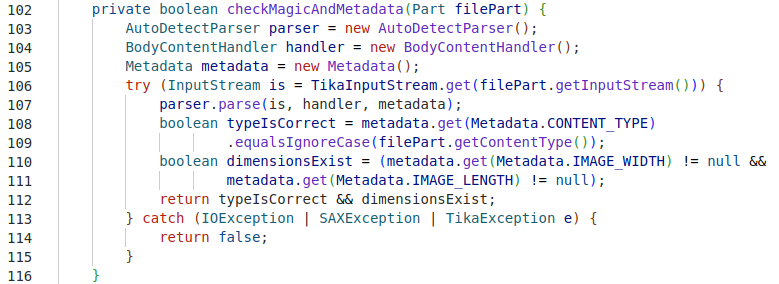 102 private boolean checkMagicAndMetadata(Part filePart) {
103 AutoDetectParser parser = new AutoDetectParser();
104 BodyContentHandler handler = new BodyContentHandler();
105 Metadata metadata = new Metadata();
106 try (InputStream is = TikaInputStream.get(filePart.getInputStream())) {
107 parser.parse(is, handler, metadata);
108 boolean typeIsCorrect = metadata.get(Metadata.CONTENT_TYPE)
109 .equalsIgnoreCase(filePart.getContentType());
110 boolean dimensionsExist = (metadata.get(Metadata.IMAGE_WIDTH) != null &&
111 metadata.get(Metadata.IMAGE_LENGTH) != null);
112 return typeIsCorrect && dimensionsExist;
113 } catch (IOException | SAXException | TikaException e) {
114 return false;
115 }
116 }